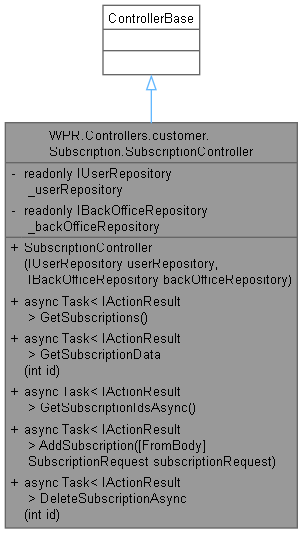 ControllerBase
WPR.Controllers.customer.
Subscription.SubscriptionController
- readonly IUserRepository
_userRepository
- readonly IBackOfficeRepository
_backOfficeRepository
+ SubscriptionController
(IUserRepository userRepository,
IBackOfficeRepository backOfficeRepository)
+ async Task< IActionResult
> GetSubscriptions()
+ async Task< IActionResult
> GetSubscriptionData
(int id)
+ async Task< IActionResult
> GetSubscriptionIdsAsync()
+ async Task< IActionResult
> AddSubscription([FromBody]
SubscriptionRequest subscriptionRequest)
+ async Task< IActionResult
> DeleteSubscriptionAsync
(int id)